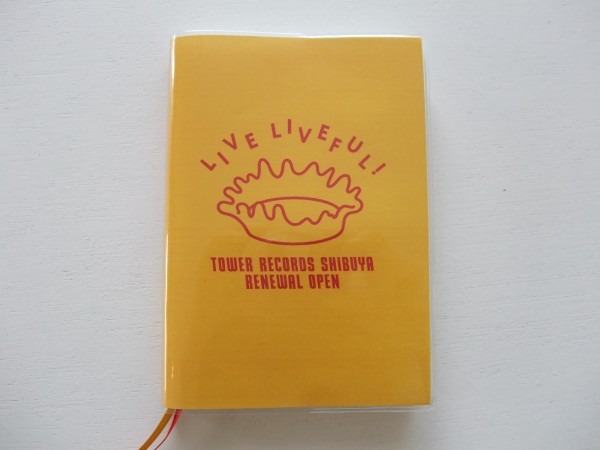 LIVE LIVEFUL!
TOWER RECORDS SHIBUYA
RENEWAL OPEN